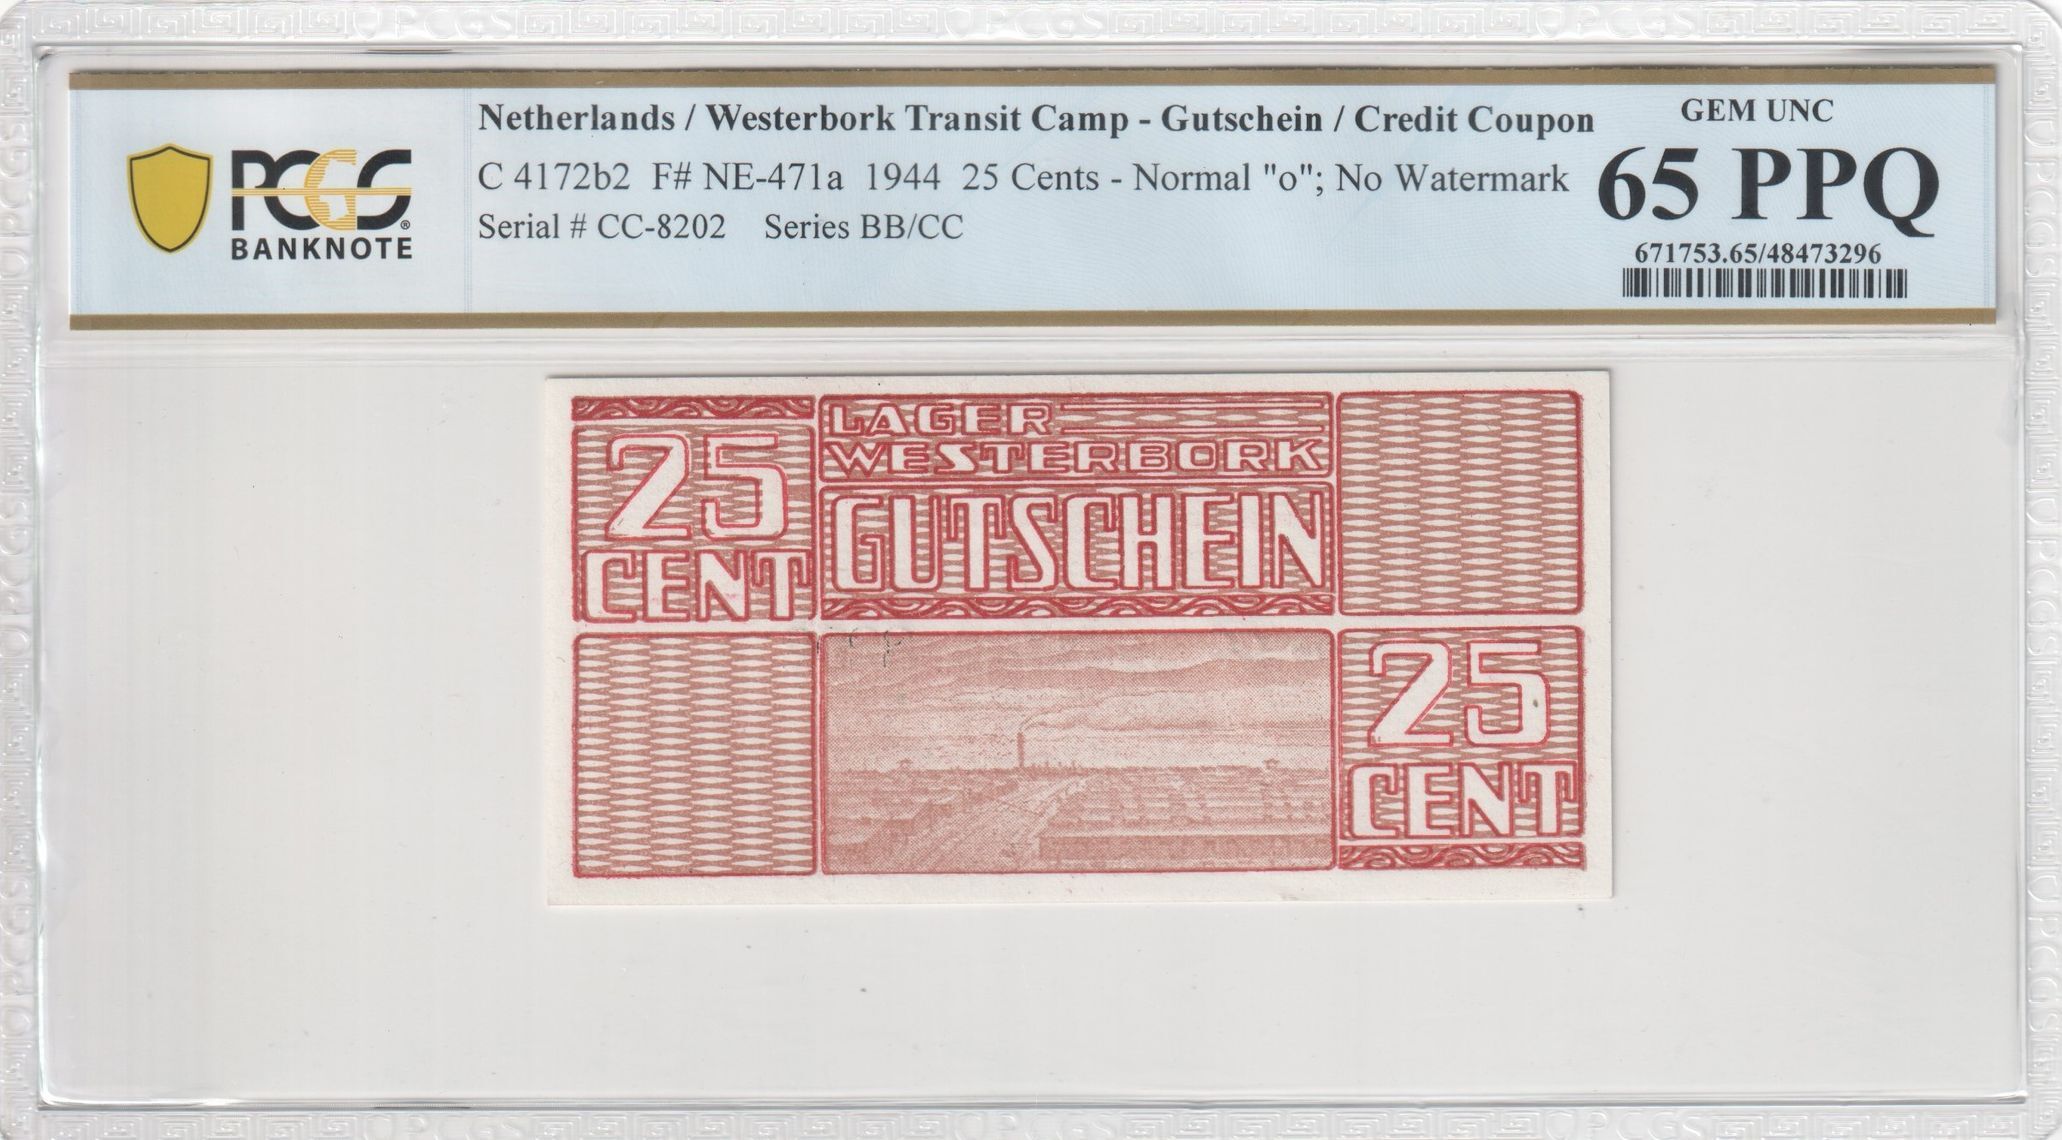 Netherlands / Westerbork Transit Camp - Gutschein / Credit Coupon
GEM UNC
C 4172b2 F# NE-471a 1944 25 Cents - Normal "o"; No Watermark
65 PPQ
Serial # CC-8202 Series BB/CC
671753.65/48473296
PCGS
BANKNOTE
25
CENT
LAGER
WESTERBORK
GUTSCHEIN
25
CENT